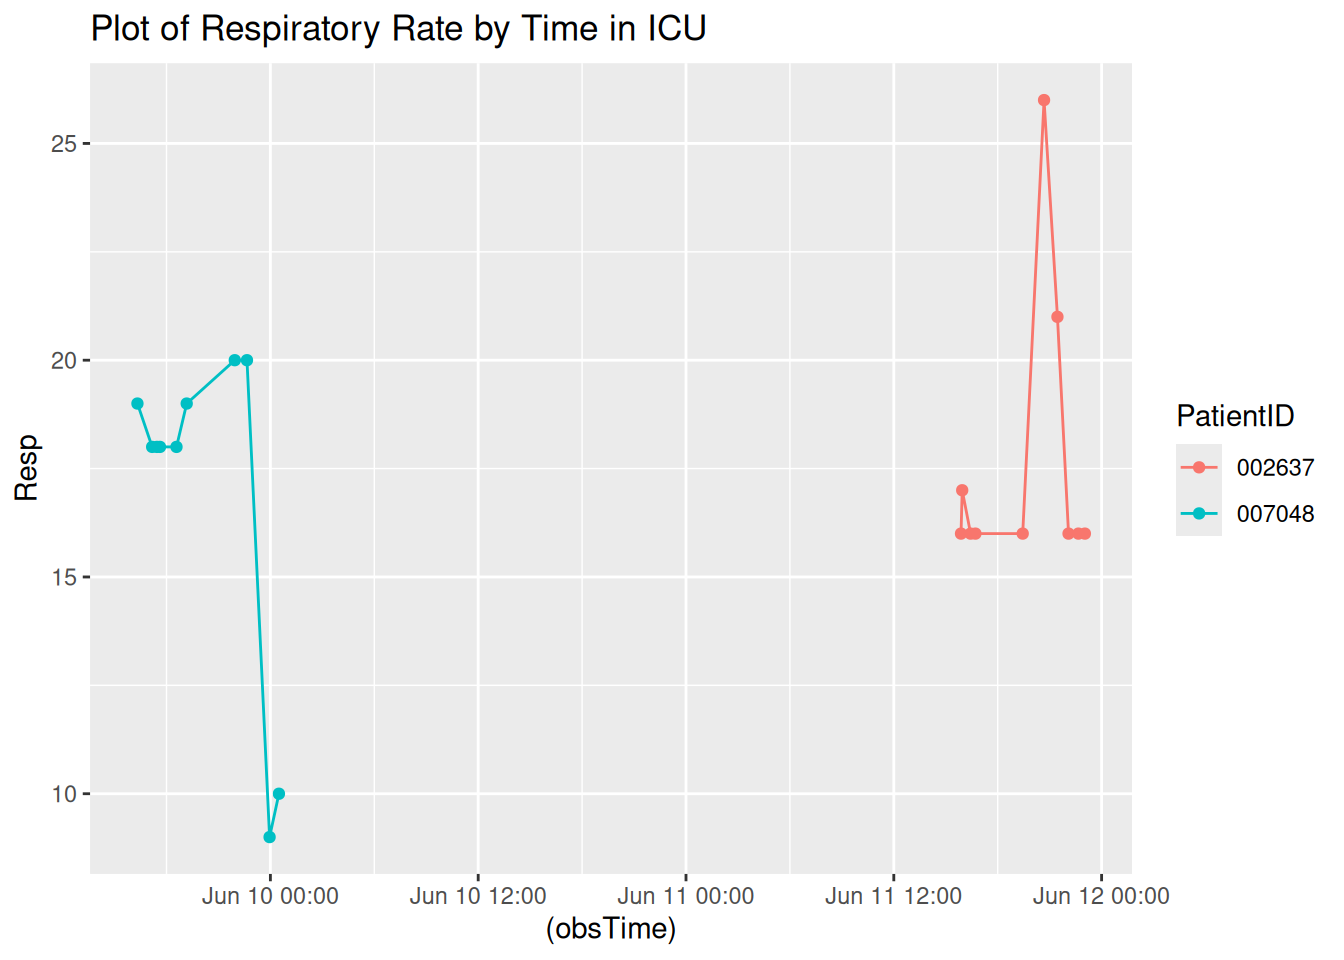 Plot of Respiratory Rate by Time in ICU
Resp
25
20
15
10
Jun 10 00:00
Jun 10 12:00
Jun 11 00:00
Jun 11 12:00
Jun 12 00:00
(obsTime)
PatientID
002637
007048